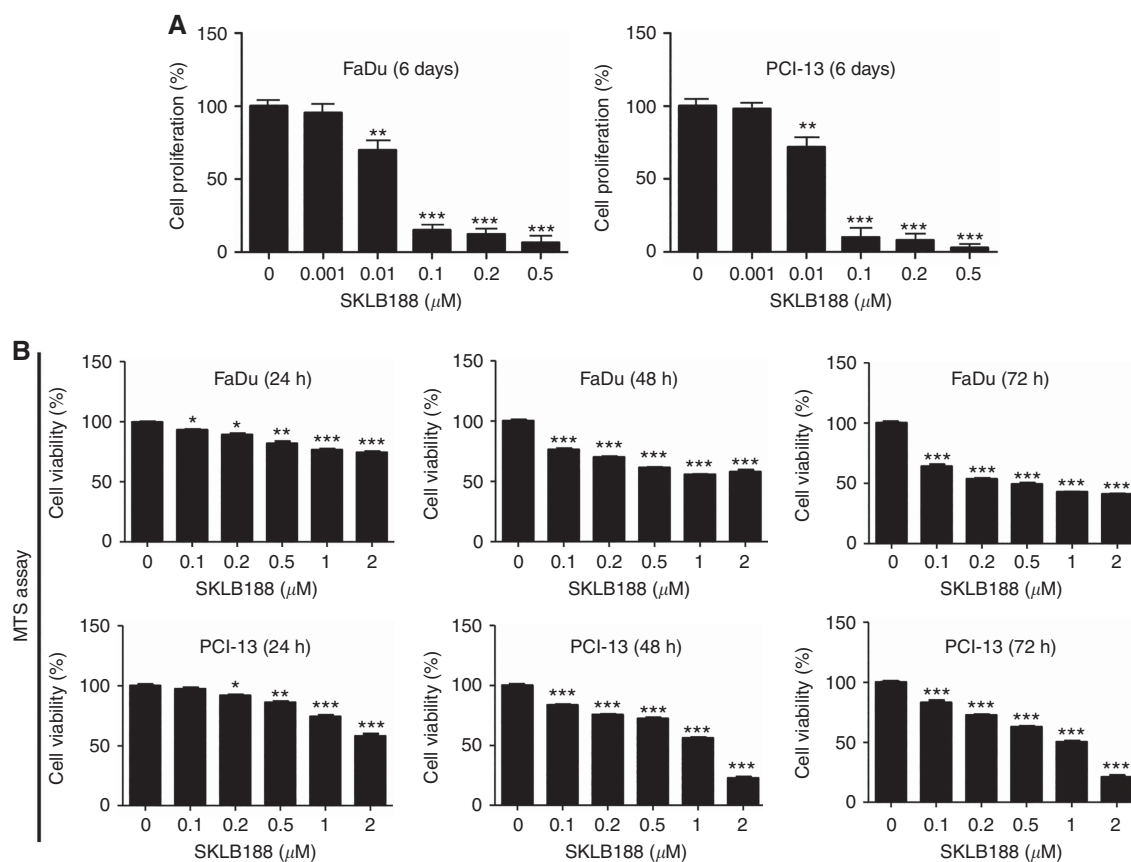 A
150
100
50
0
Cell proliferation (%)
FaDu (6 days)
** *** *** ***
0 0.001 0.01 0.1 0.2 0.5
SKLB188 (μM)
150
100
50
0
Cell proliferation (%)
PCI-13 (6 days)
** *** *** ***
0 0.001 0.01 0.1 0.2 0.5
SKLB188 (μM)
B
MTS assay
150
100
50
0
Cell viability (%)
FaDu (24 h)
* * ** *** ***
0 0.1 0.2 0.5 1 2
SKLB188 (μM)
150
100
50
0
Cell viability (%)
FaDu (48 h)
*** *** *** *** ***
0 0.1 0.2 0.5 1 2
SKLB188 (μM)
150
100
50
0
Cell viability (%)
FaDu (72 h)
*** *** *** *** ***
0 0.1 0.2 0.5 1 2
SKLB188 (μM)
150
100
50
0
Cell viability (%)
PCI-13 (24 h)
* ** *** ***
0 0.1 0.2 0.5 1 2
SKLB188 (μM)
150
100
50
0
Cell viability (%)
PCI-13 (48 h)
*** *** *** *** ***
0 0.1 0.2 0.5 1 2
SKLB188 (μM)
150
100
50
0
Cell viability (%)
PCI-13 (72 h)
*** *** *** *** ***
0 0.1 0.2 0.5 1 2
SKLB188 (μM)